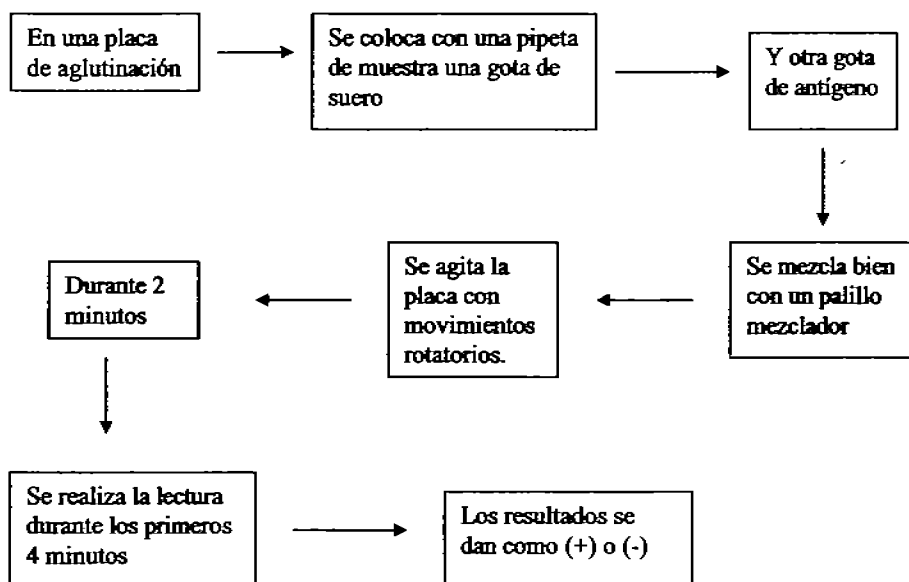 En una placa
de aglutinación
Se coloca con una pipeta
de muestra una gota de
suero
Y otra gota
de antígeno
Se mezcla bien
con un palillo
mezclador
Se agita la
placa con
movimientos
rotatorios.
Durante 2
minutos
Se realiza la lectura
durante los primeros
4 minutos
Los resultados se
dan como (+) o (-)